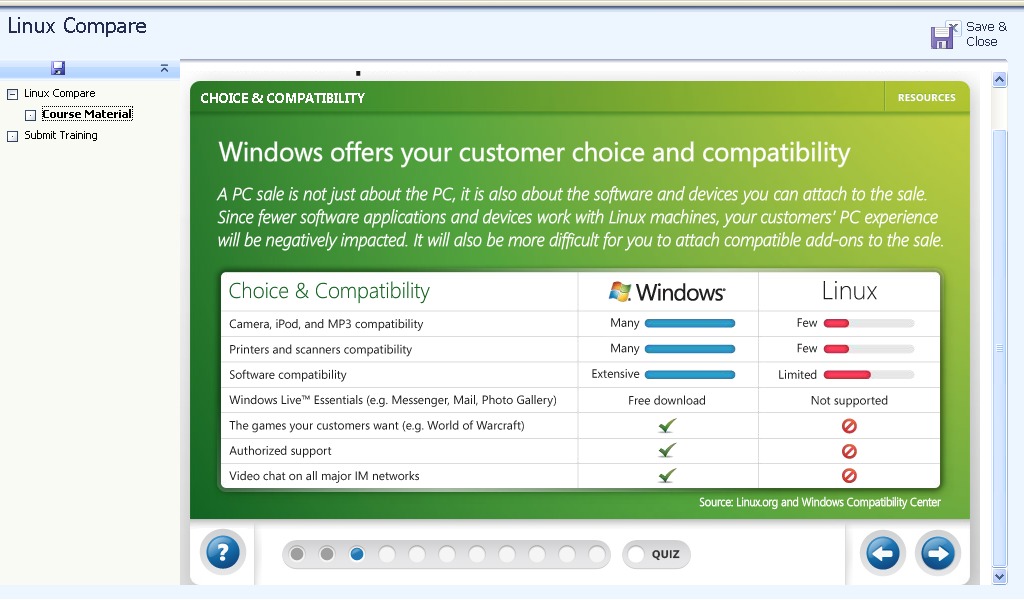 Linux Compare
Save &
Close
Linux Compare
Course Material
Submit Training
CHOICE & COMPATIBILITY
RESOURCES
Windows offers your customer choice and compatibility
A PC sale is not just about the PC, it is also about the software and devices you can attach to the sale.
Since fewer software applications and devices work with Linux machines, your customers' PC experience
will be negatively impacted. It will also be more difficult for you to attach compatible add-ons to the sale.
Choice & Compatibility Windows Linux
Camera, iPod, and MP3 compatibility Many Few
Printers and scanners compatibility Many Few
Software compatibility Extensive Limited
Windows Live™ Essentials (e.g. Messenger, Mail, Photo Gallery) Free download Not supported
The games your customers want (e.g. World of Warcraft)
Authorized support
Video chat on all major IM networks
Source: Linux.org and Windows Compatibility Center
?
QUIZ